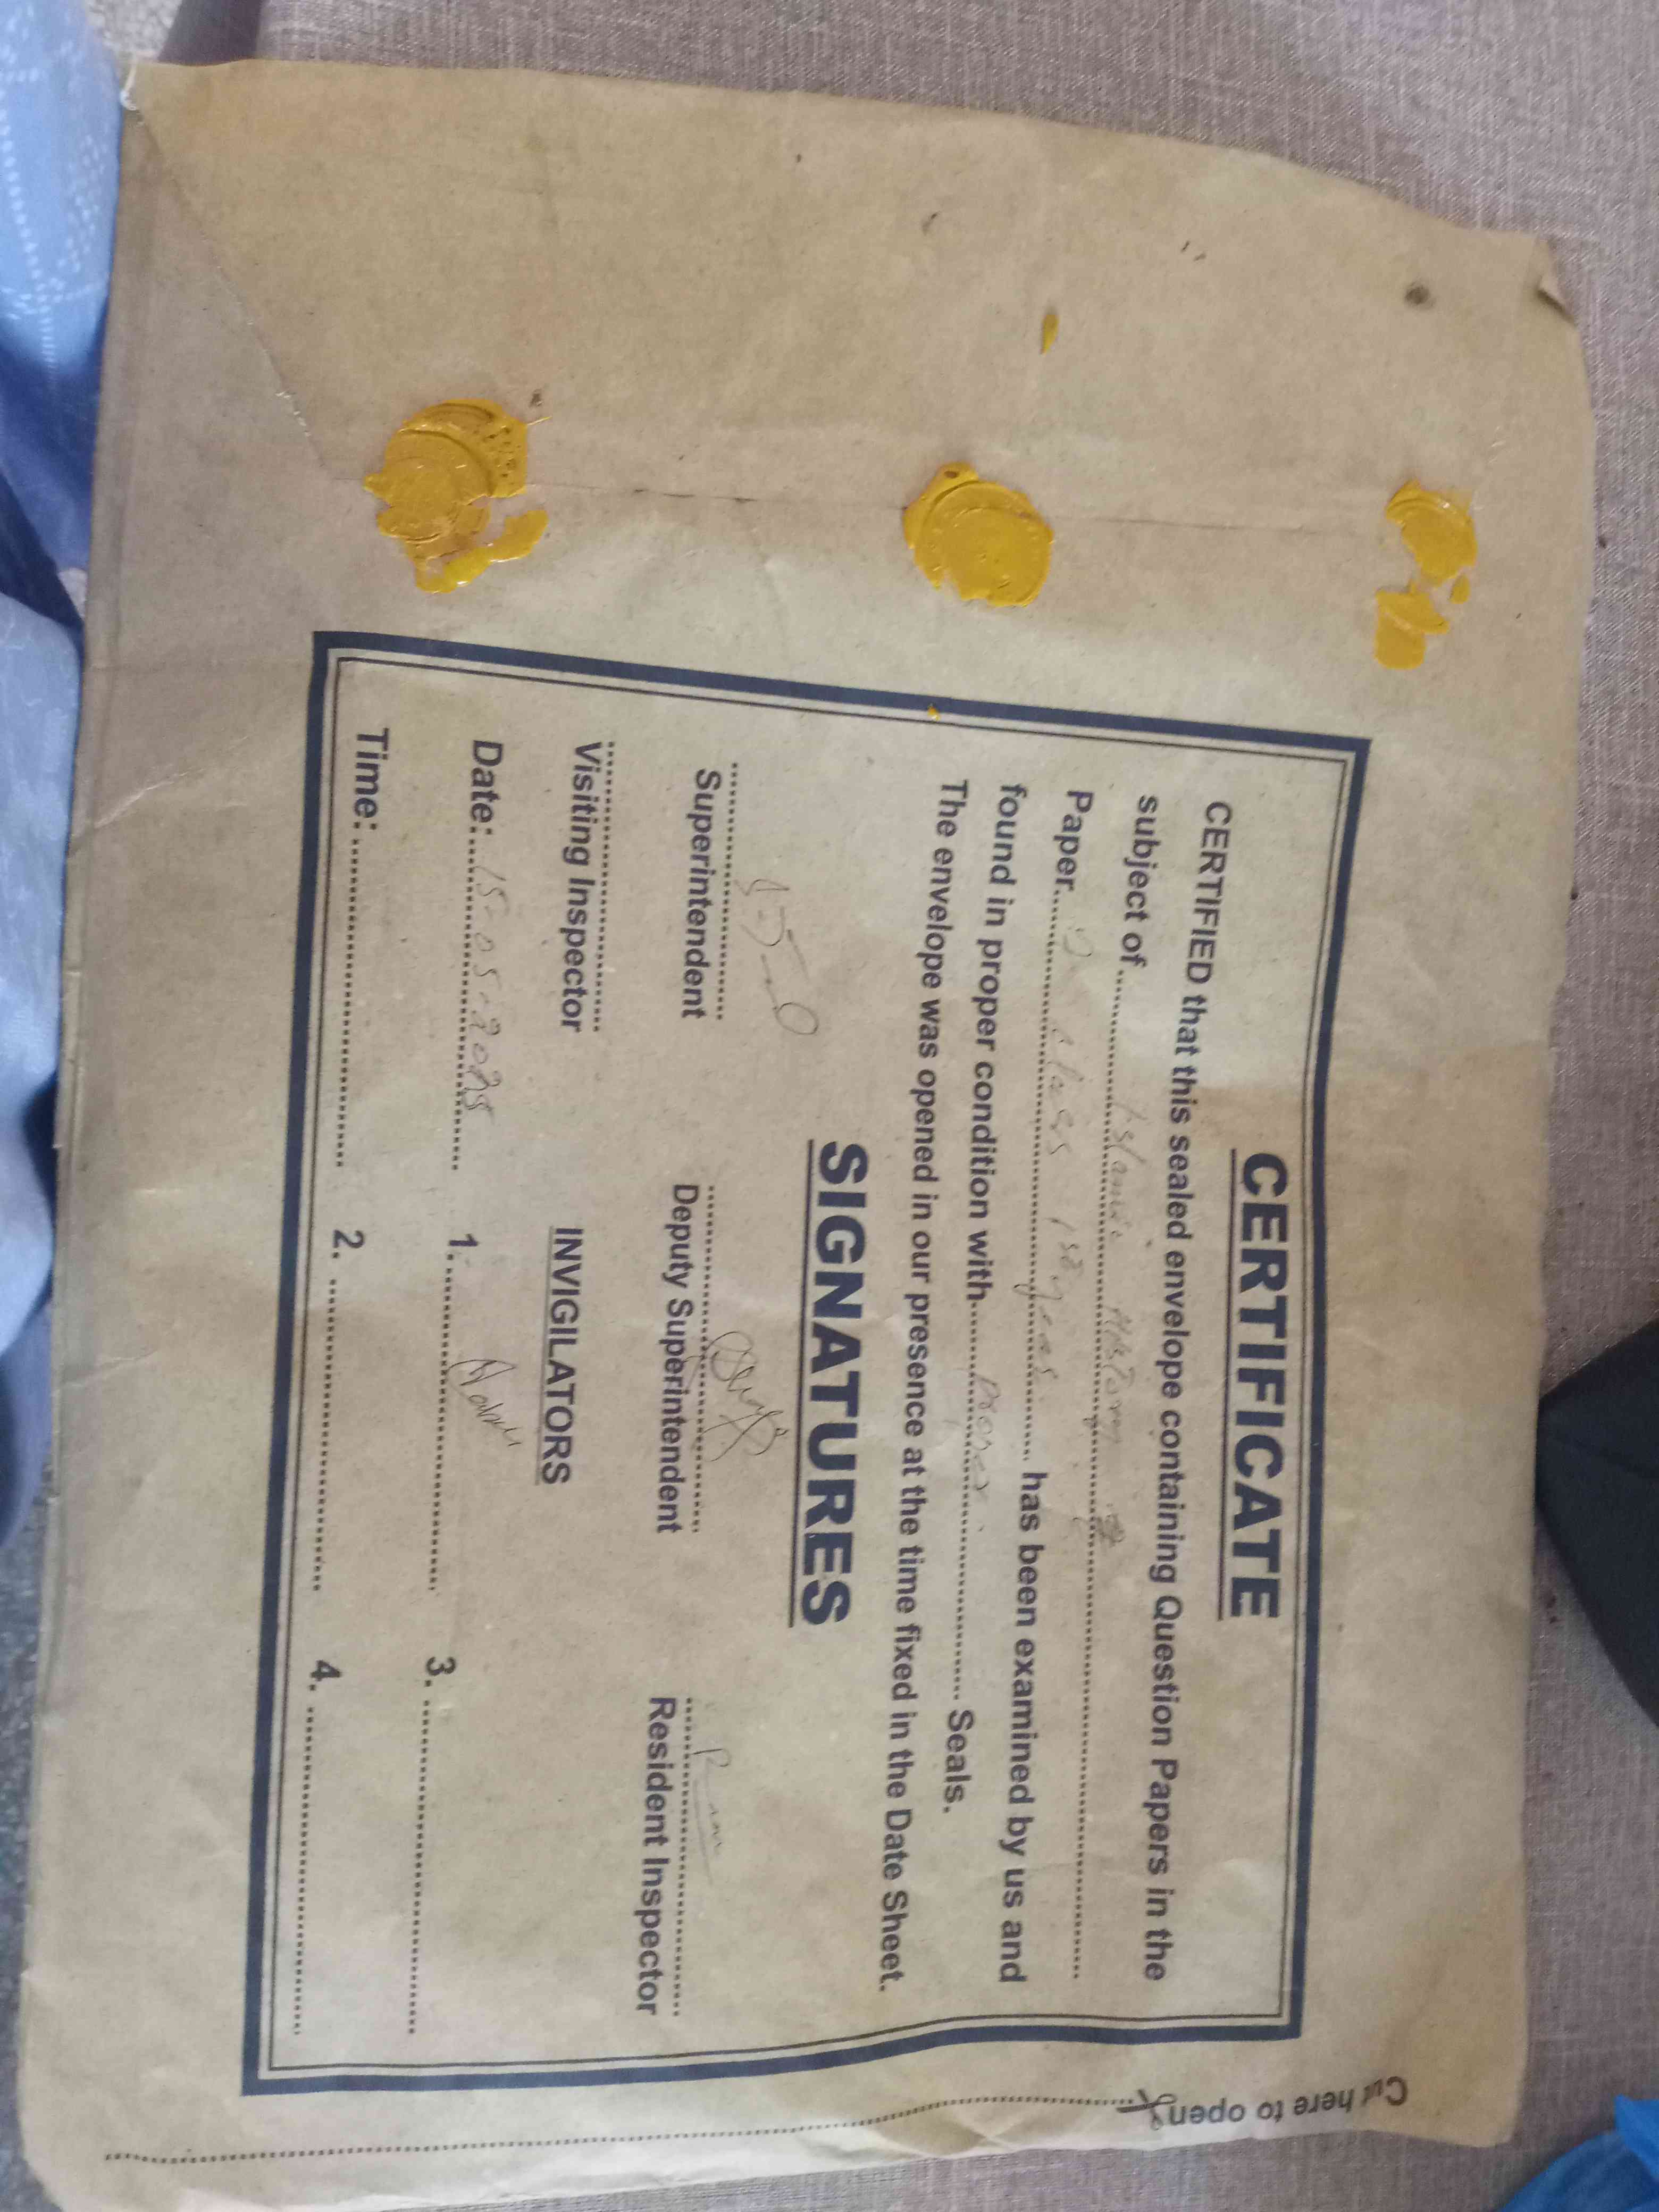 CERTIFICATE
CERTIFIED that this sealed envelope containing Question Papers in the
subject of.......... Islamic History ..........
Paper.......... class 1st year .......... has been examined by us and
found in proper condition with.......... Seals.
The envelope was opened in our presence at the time fixed in the Date Sheet.
SIGNATURES
Superintendent Deputy Superintendent Resident Inspector
Visiting Inspector INVIGILATORS
Date: 15-05-2025 1. 3.
Time: 2. 4.
Cut here to open